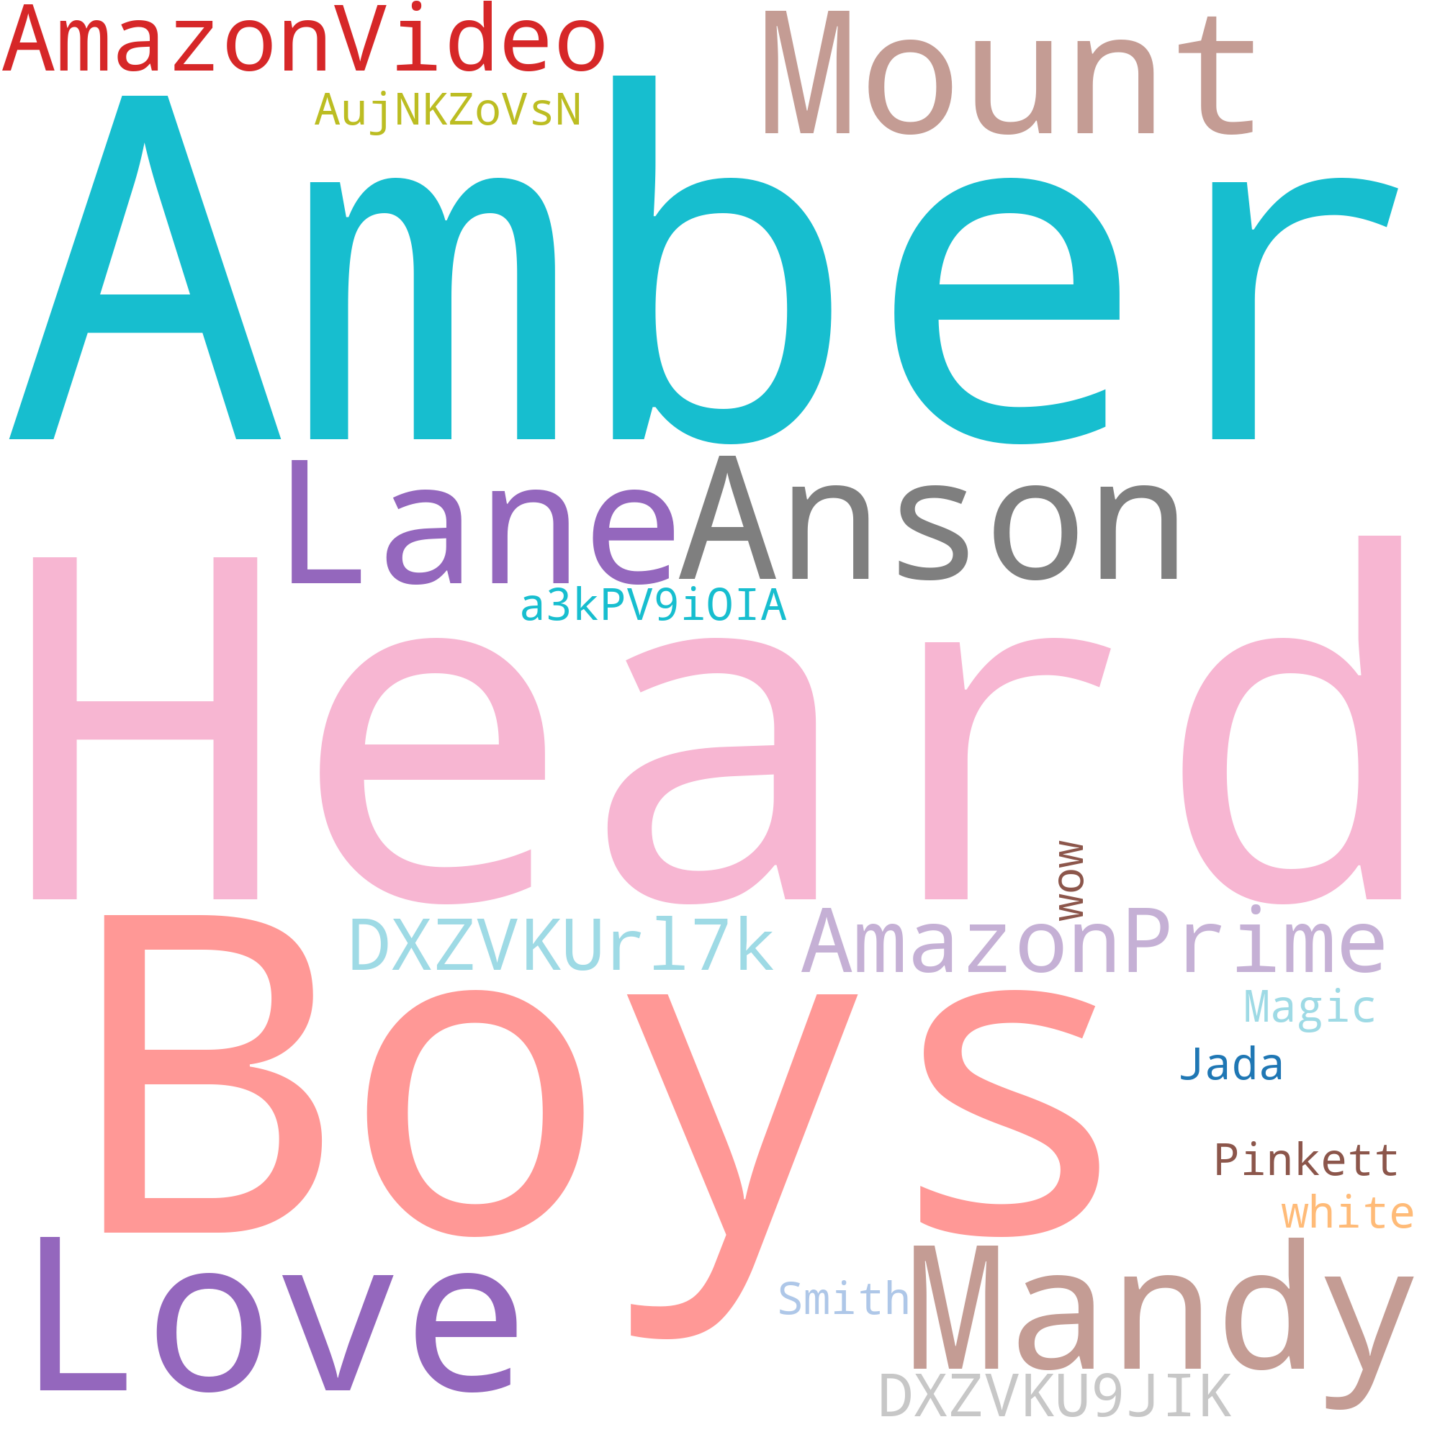 AmazonVideo
Mount
AujNKZoVsN
Amber
Lane
Anson
a3kPV9iOIA
Heard
wow
DXZVKUrl7k
AmazonPrime
Boys
Magic
Jada
Pinkett
white
Love
Smith
Mandy
DXZVKU9JIK